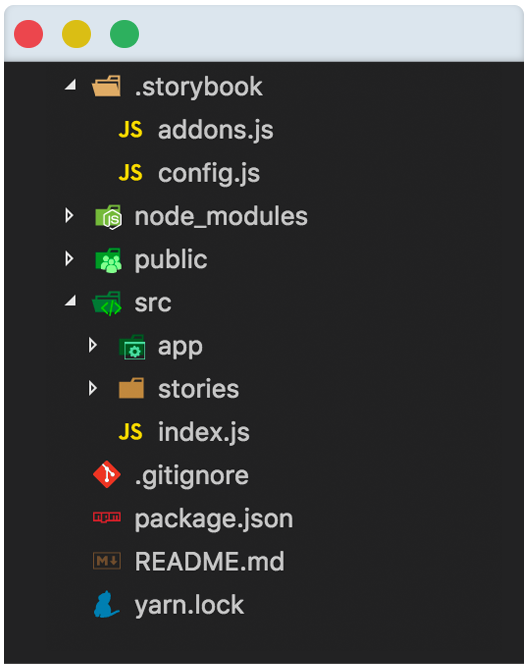 .storybook
JS addons.js
JS config.js
JS node_modules
public
src
app
stories
JS index.js
.gitignore
package.json
M↓ README.md
yarn.lock